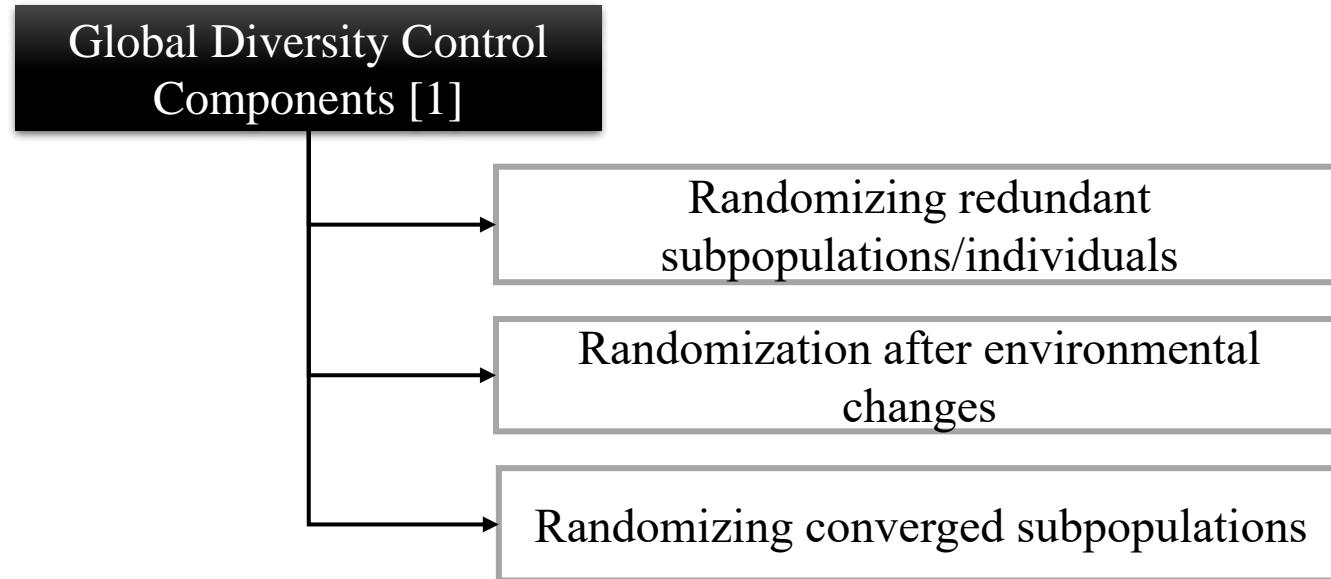 Global Diversity Control
Components [1]
Randomizing redundant
subpopulations/individuals
Randomization after environmental
changes
Randomizing converged subpopulations